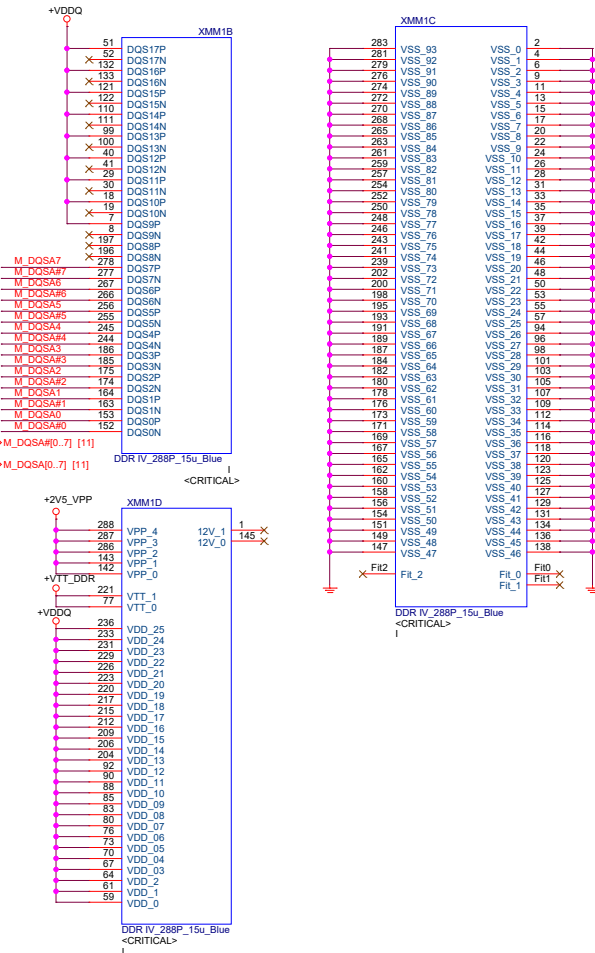 +VDDQ
XMM1B
51 DQS17P
52 DQS17N
132 DQS16P
133 DQS16N
121 DQS15P
122 DQS15N
110 DQS14P
111 DQS14N
99 DQS13P
100 DQS13N
40 DQS12P
41 DQS12N
29 DQS11P
30 DQS11N
18 DQS10P
19 DQS10N
7 DQS9P
8 DQS9N
197 DQS8P
196 DQS8N
M_DQSA7 278 DQS7P
M_DQSA#7 277 DQS7N
M_DQSA6 267 DQS6P
M_DQSA#6 266 DQS6N
M_DQSA5 256 DQS5P
M_DQSA#5 255 DQS5N
M_DQSA4 245 DQS4P
M_DQSA#4 244 DQS4N
M_DQSA3 186 DQS3P
M_DQSA#3 185 DQS3N
M_DQSA2 175 DQS2P
M_DQSA#2 174 DQS2N
M_DQSA1 164 DQS1P
M_DQSA#1 163 DQS1N
M_DQSA0 153 DQS0P
M_DQSA#0 152 DQS0N
M_DQSA#[0..7] [11]
M_DQSA[0..7] [11]
DDR IV_288P_15u_Blue
I
<CRITICAL>
+2V5_VPP
XMM1D
288 VPP_4 12V_1 1
287 VPP_3 12V_0 145
286 VPP_2
143 VPP_1
142 VPP_0
+VTT_DDR
221 VTT_1
77 VTT_0
+VDDQ
236 VDD_25
233 VDD_24
231 VDD_23
229 VDD_22
226 VDD_21
223 VDD_20
220 VDD_19
217 VDD_18
215 VDD_17
212 VDD_16
209 VDD_15
206 VDD_14
204 VDD_13
92 VDD_12
90 VDD_11
88 VDD_10
85 VDD_09
83 VDD_08
80 VDD_07
76 VDD_06
73 VDD_05
70 VDD_04
67 VDD_03
64 VDD_2
61 VDD_1
59 VDD_0
DDR IV_288P_15u_Blue
<CRITICAL>
I
XMM1C
283 VSS_93 VSS_0 2
281 VSS_92 VSS_1 4
279 VSS_91 VSS_2 6
276 VSS_90 VSS_3 9
274 VSS_89 VSS_4 11
272 VSS_88 VSS_5 13
270 VSS_87 VSS_6 15
268 VSS_86 VSS_7 17
265 VSS_85 VSS_8 20
263 VSS_84 VSS_9 22
261 VSS_83 VSS_10 24
259 VSS_82 VSS_11 26
257 VSS_81 VSS_12 28
254 VSS_80 VSS_13 31
252 VSS_79 VSS_14 33
250 VSS_78 VSS_15 35
248 VSS_77 VSS_16 37
246 VSS_76 VSS_17 39
243 VSS_75 VSS_18 42
241 VSS_74 VSS_19 44
239 VSS_73 VSS_20 46
202 VSS_72 VSS_21 48
200 VSS_71 VSS_22 50
198 VSS_70 VSS_23 53
195 VSS_69 VSS_24 55
193 VSS_68 VSS_25 57
191 VSS_67 VSS_26 94
189 VSS_66 VSS_27 96
187 VSS_65 VSS_28 98
184 VSS_64 VSS_29 101
182 VSS_63 VSS_30 103
180 VSS_62 VSS_31 105
178 VSS_61 VSS_32 107
176 VSS_60 VSS_33 109
173 VSS_59 VSS_34 112
171 VSS_58 VSS_35 114
169 VSS_57 VSS_36 116
167 VSS_56 VSS_37 118
165 VSS_55 VSS_38 120
162 VSS_54 VSS_39 123
160 VSS_53 VSS_40 125
158 VSS_52 VSS_41 127
156 VSS_51 VSS_42 129
154 VSS_50 VSS_43 131
151 VSS_49 VSS_44 134
149 VSS_48 VSS_45 136
147 VSS_47 VSS_46 138
Fit2 Fit_2 Fit_0 Fit0
Fit_1 Fit1
DDR IV_288P_15u_Blue
<CRITICAL>
I